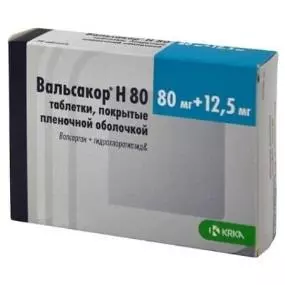 Вальсакор® Н 80
таблетки, покрытые
пленочной оболочкой
Валсартан + гидрохлоротиазид
80 мг + 12,5 мг
KRKA